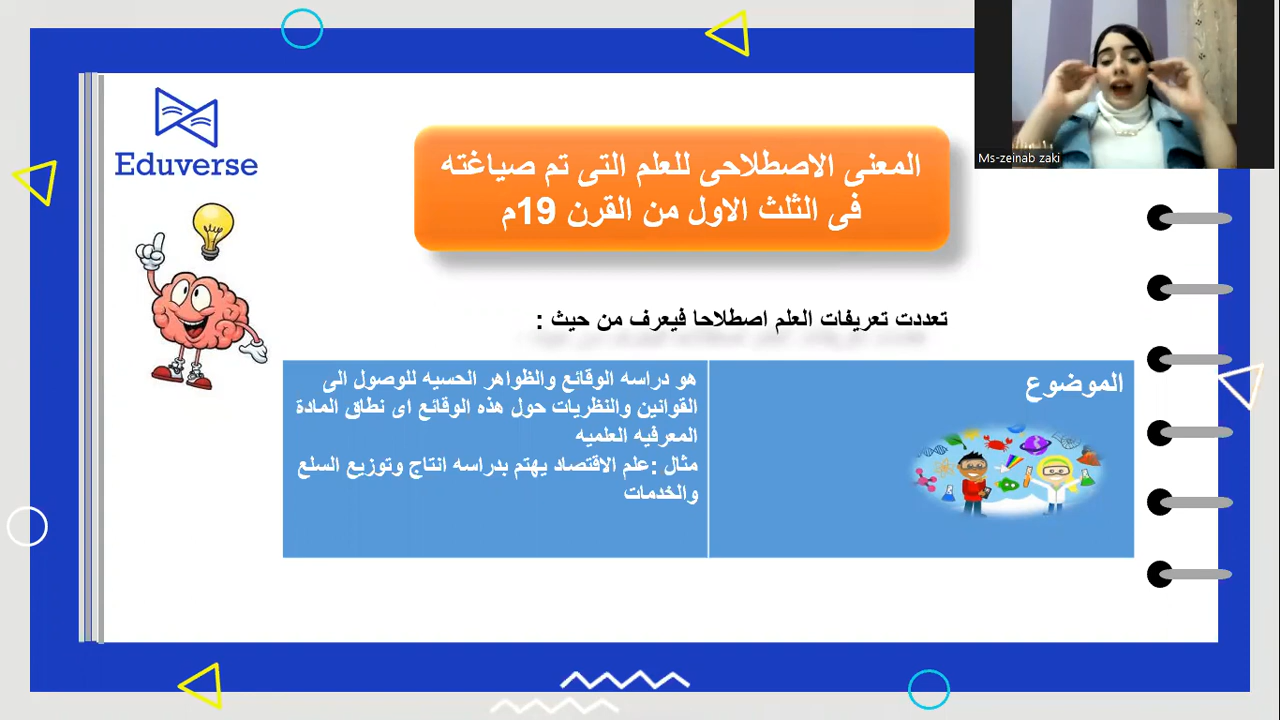 Eduverse
Ms-zeinab zaki
المعنى الاصطلاحى للعلم التى تم صياغته
فى الثلث الاول من القرن 19م
تعددت تعريفات العلم اصطلاحا فيعرف من حيث :
الموضوع
هو دراسه الوقائع والظواهر الحسيه للوصول الى
القوانين والنظريات حول هذه الوقائع اى نطاق المادة
المعرفيه العلميه
مثال :علم الاقتصاد يهتم بدراسه انتاج وتوزيع السلع
والخدمات